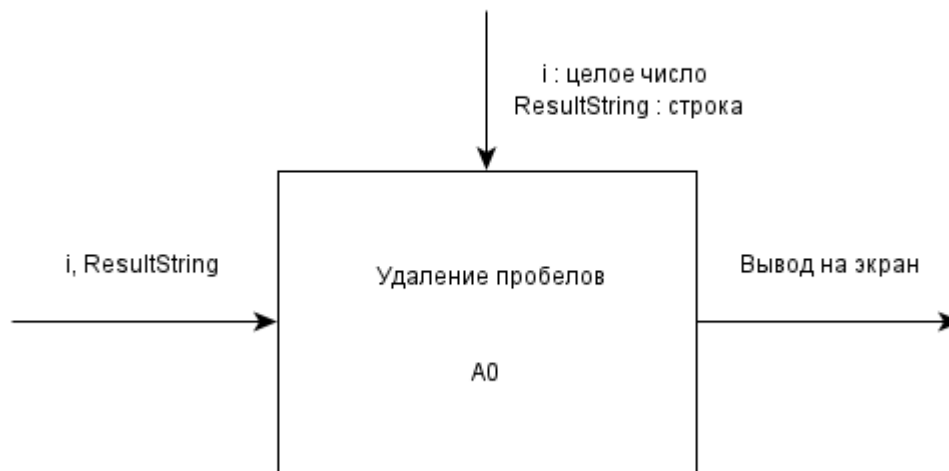 i : целое число
ResultString : строка
i, ResultString
Удаление пробелов
Вывод на экран
A0